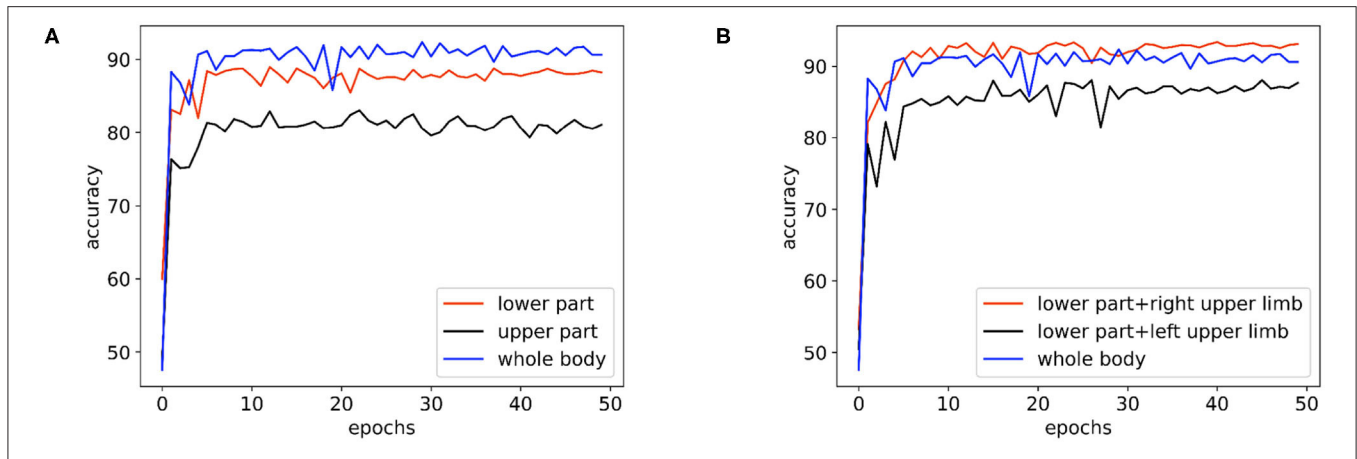 A
90
80
70
60
50
accuracy
0 10 20 30 40 50
epochs
lower part
upper part
whole body
B
90
80
70
60
50
accuracy
0 10 20 30 40 50
epochs
lower part+right upper limb
lower part+left upper limb
whole body